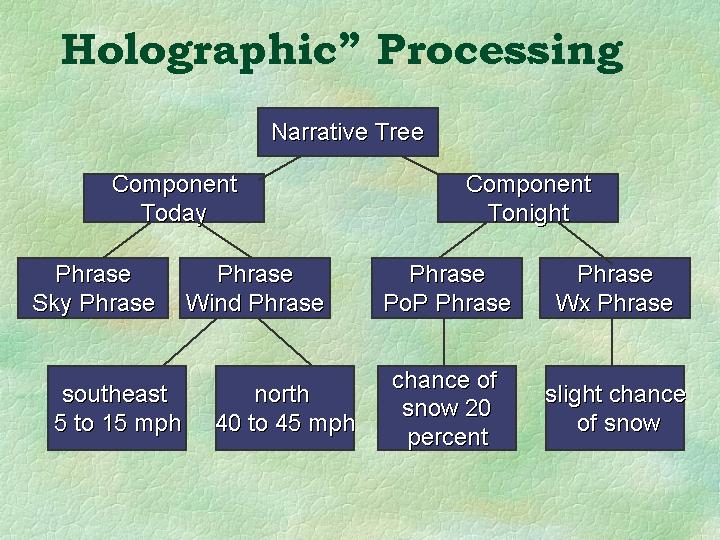 Holographic” Processing
Narrative Tree
Component
Today
Component
Tonight
Phrase
Sky Phrase
Phrase
Wind Phrase
Phrase
PoP Phrase
Phrase
Wx Phrase
southeast
5 to 15 mph
north
40 to 45 mph
chance of
snow 20
percent
slight chance
of snow